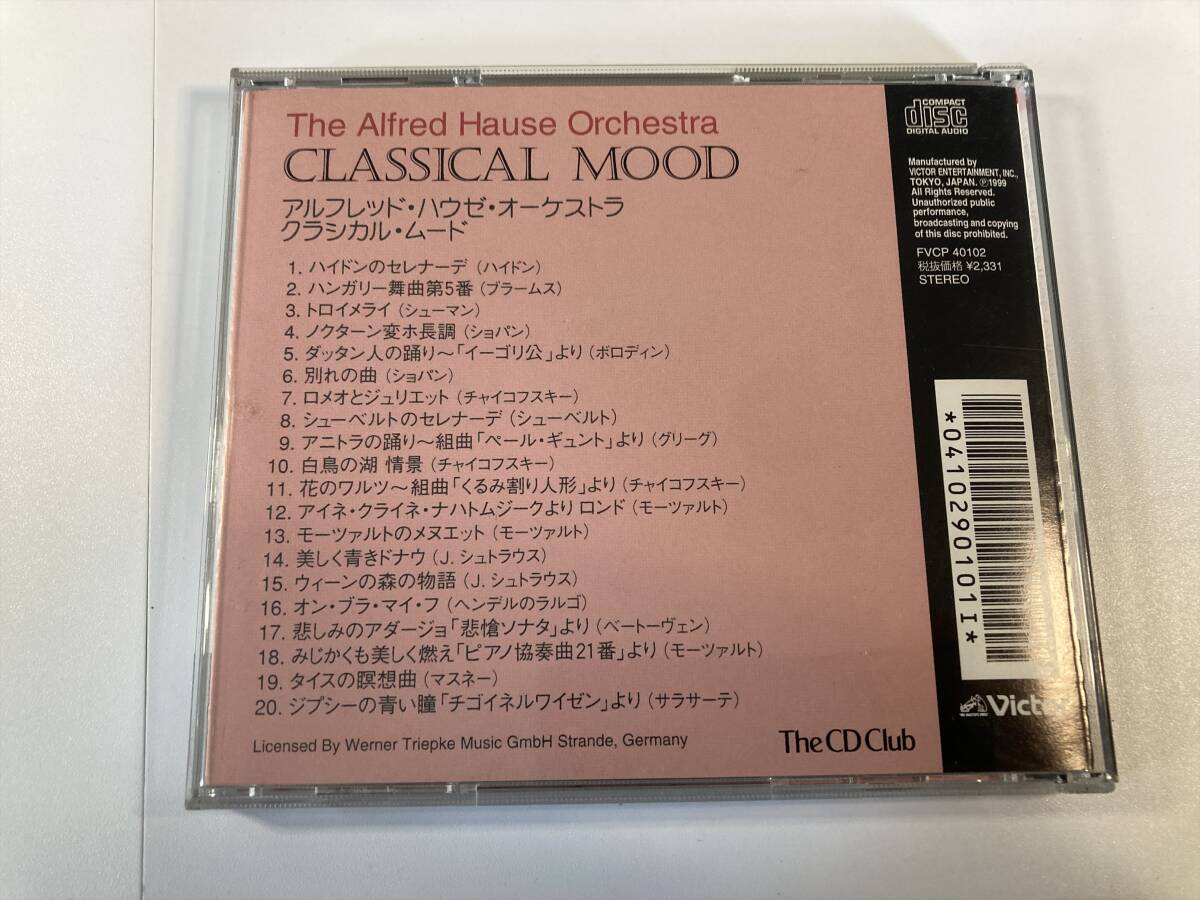 The Alfred Hause Orchestra
CLASSICAL MOOD
アルフレッド・ハウゼ・オーケストラ
クラシカル・ムード
1. ハイドンのセレナーデ (ハイドン)
2. ハンガリー舞曲第5番 (ブラームス)
3. トロイメライ (シューマン)
4. ノクターン変ホ長調 (ショパン)
5. ダッタン人の踊り〜「イーゴリ公」より (ボロディン)
6. 別れの曲 (ショパン)
7. ロメオとジュリエット (チャイコフスキー)
8. シューベルトのセレナーデ (シューベルト)
9. アニトラの踊り〜組曲「ペール・ギュント」より (グリーグ)
10. 白鳥の湖 情景 (チャイコフスキー)
11. 花のワルツ〜組曲「くるみ割り人形」より (チャイコフスキー)
12. アイネ・クライネ・ナハトムジークより ロンド (モーツァルト)
13. モーツァルトのメヌエット (モーツァルト)
14. 美しく青きドナウ (J. シュトラウス)
15. ウィーンの森の物語 (J. シュトラウス)
16. オン・ブラ・マイ・フ (ヘンデルのラルゴ)
17. 悲しみのアダージョ「悲愴ソナタ」より (ベートーヴェン)
18. みじかくも美しく燃え「ピアノ協奏曲21番」より (モーツァルト)
19. タイスの瞑想曲 (マスネー)
20. ジプシーの青い瞳「チゴイネルワイゼン」より (サラサーテ)
Licensed By Werner Triepke Music GmbH Strande, Germany
The CD Club
COMPACT
disc
DIGITAL AUDIO
Manufactured by
VICTOR ENTERTAINMENT, INC.,
TOKYO, JAPAN. ℗1999
All Rights Reserved.
Unauthorized public
performance,
broadcasting and copying
of this disc prohibited.
FVCP 40102
税抜価格 ¥2,331
STEREO
*0410290101I*
Victo